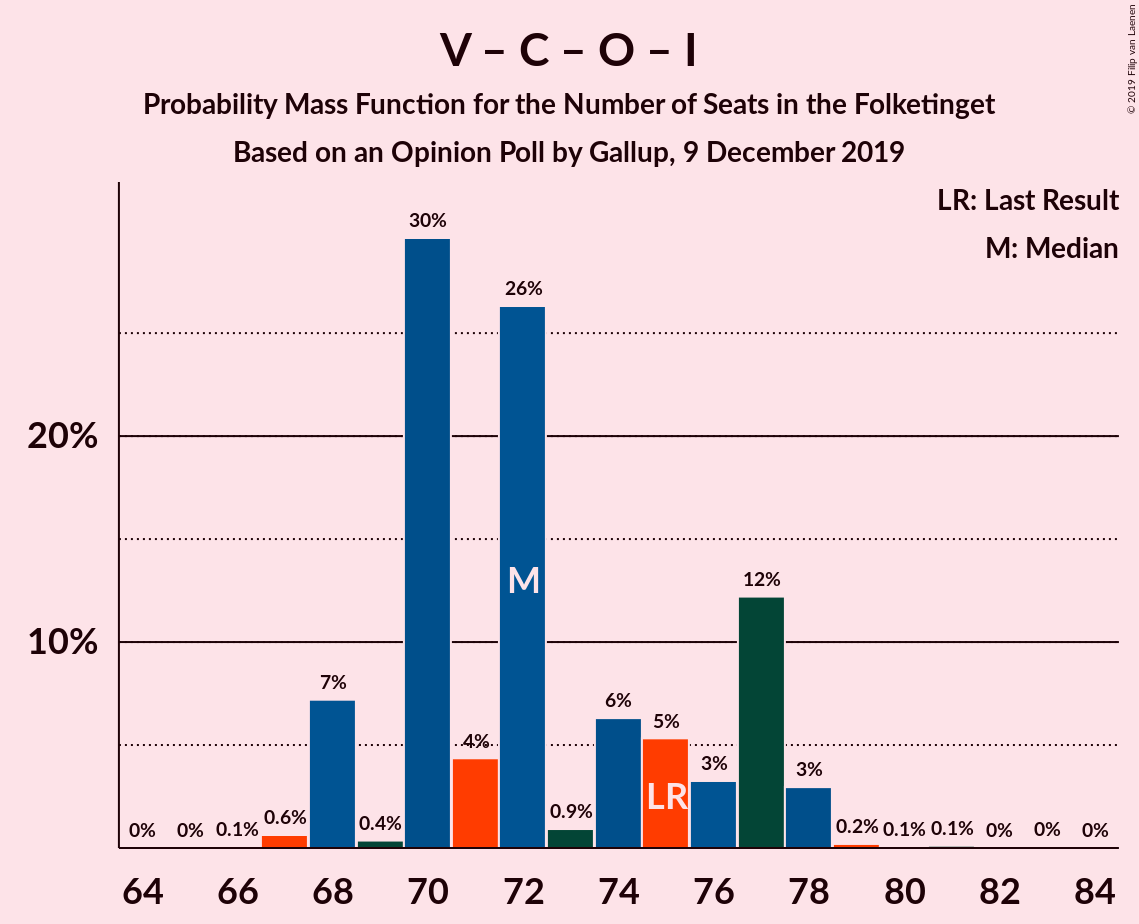 V – C – O – I
Probability Mass Function for the Number of Seats in the Folketinget
Based on an Opinion Poll by Gallup, 9 December 2019
© 2019 Filip van Laenen
LR: Last Result
M: Median
20%
10%
0%
0%
0.1%
0.6%
7%
0.4%
30%
4%
26%
0.9%
6%
5%
3%
12%
3%
0.2%
0.1%
0.1%
0%
0%
0%
M
LR
64 66 68 70 72 74 76 78 80 82 84